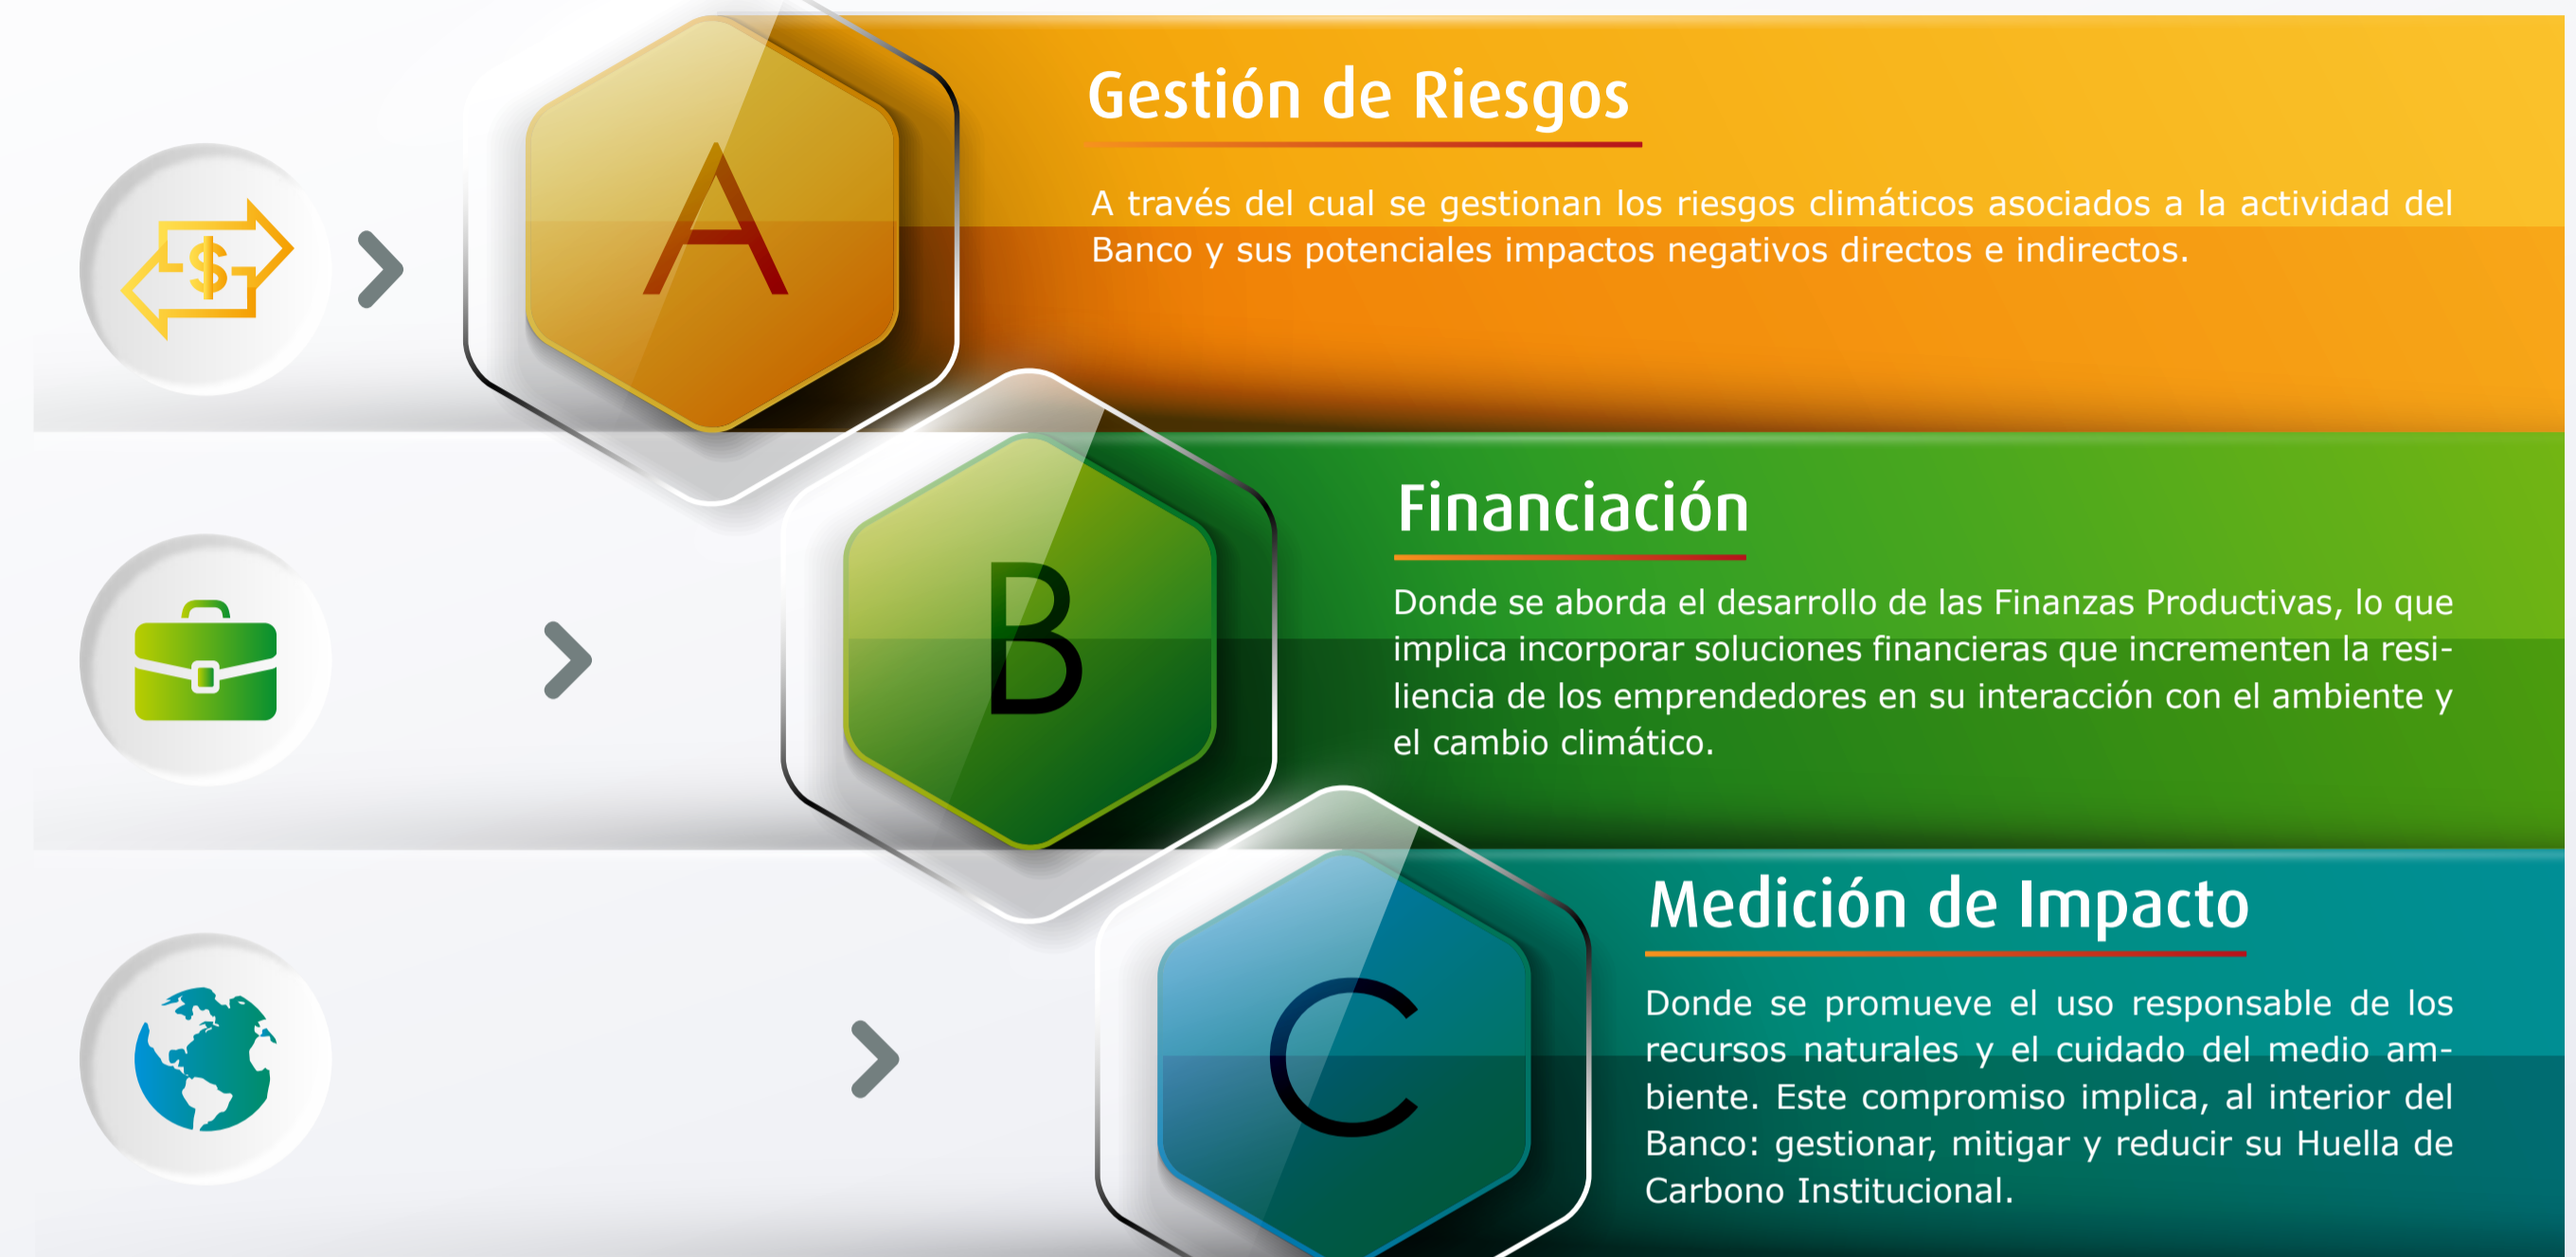 $
A
Gestión de Riesgos
A través del cual se gestionan los riesgos climáticos asociados a la actividad del
Banco y sus potenciales impactos negativos directos e indirectos.
B
Financiación
Donde se aborda el desarrollo de las Finanzas Productivas, lo que
implica incorporar soluciones financieras que incrementen la resi-
liencia de los emprendedores en su interacción con el ambiente y
el cambio climático.
C
Medición de Impacto
Donde se promueve el uso responsable de los
recursos naturales y el cuidado del medio am-
biente. Este compromiso implica, al interior del
Banco: gestionar, mitigar y reducir su Huella de
Carbono Institucional.